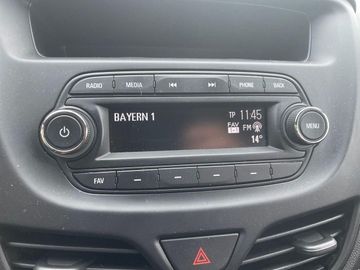 RADIO MEDIA PHONE BACK
BAYERN 1 TP 11:45
FAV
FM
14°
MENU
FAV